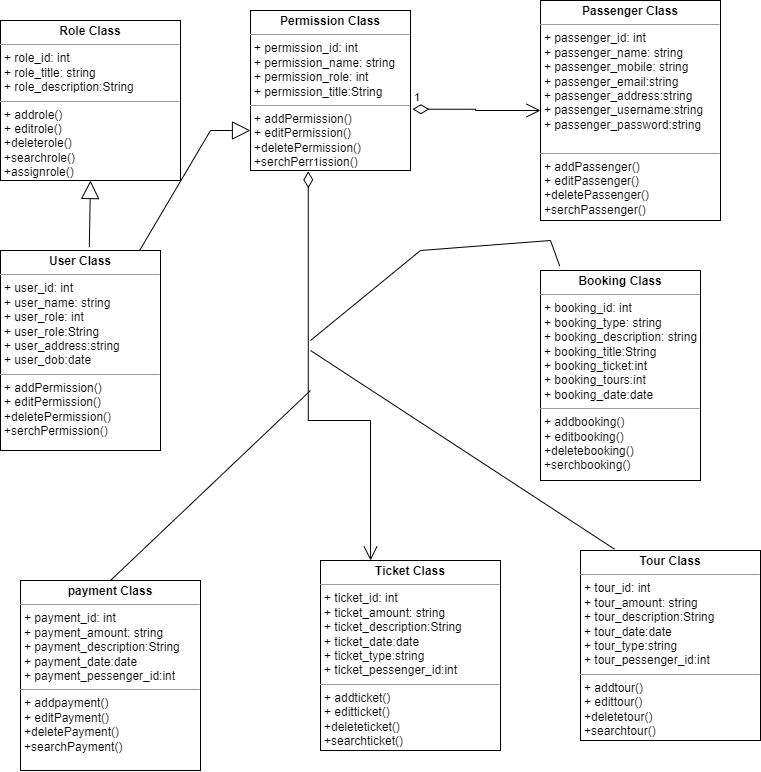 Role Class
+ role_id: int
+ role_title: string
+ role_description:String
+ addrole()
+ editrole()
+deleterole()
+searchrole()
+assignrole()
Permission Class
+ permission_id: int
+ permission_name: string
+ permission_role: int
+ permission_title:String
+ addPermission()
+ editPermission()
+deletePermission()
+serchPerr1ission()
1
Passenger Class
+ passenger_id: int
+ passenger_name: string
+ passenger_mobile: string
+ passenger_email:string
+ passenger_address:string
+ passenger_username:string
+ passenger_password:string
+ addPassenger()
+ editPassenger()
+deletePassenger()
+serchPassenger()
User Class
+ user_id: int
+ user_name: string
+ user_role: int
+ user_role:String
+ user_address:string
+ user_dob:date
+ addPermission()
+ editPermission()
+deletePermission()
+serchPermission()
Booking Class
+ booking_id: int
+ booking_type: string
+ booking_description: string
+ booking_title:String
+ booking_ticket:int
+ booking_tours:int
+ booking_date:date
+ addbooking()
+ editbooking()
+deletebooking()
+serchbooking()
payment Class
+ payment_id: int
+ payment_amount: string
+ payment_description:String
+ payment_date:date
+ payment_pessenger_id:int
+ addpayment()
+ editPayment()
+deletePayment()
+searchPayment()
Ticket Class
+ ticket_id: int
+ ticket_amount: string
+ ticket_description:String
+ ticket_date:date
+ ticket_type:string
+ ticket_pessenger_id:int
+ addticket()
+ editticket()
+deleteticket()
+searchticket()
Tour Class
+ tour_id: int
+ tour_amount: string
+ tour_description:String
+ tour_date:date
+ tour_type:string
+ tour_pessenger_id:int
+ addtour()
+ edittour()
+deletetour()
+searchtour()